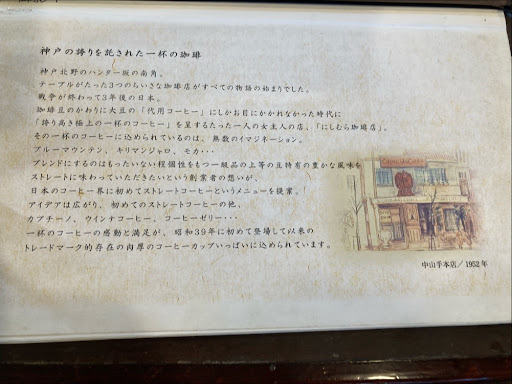 神戸の誇りを託された一杯の珈琲
神戸北野のハンター坂の南角。
テーブルがたった3つのちいさな珈琲店がすべての物語の始まりでした。
戦争が終わって3年後の日本。
珈琲豆のかわりに大豆の「代用コーヒー」にしかお目にかかれなかった時代に
「誇り高き極上の一杯のコーヒー」を呈するたった一人の女主人の店、「にしむら珈琲店」。
その一杯のコーヒーに込められているのは、無数のイマジネーション。
ブルーマウンテン、キリマンジャロ、モカ・・・
ブレンドにするのはもったいない程個性をもつ一級品の上等の豆特有の豊かな風味を
ストレートに味わっていただきたいという創業者の想いが、
日本のコーヒー界に初めてストレートコーヒーというメニューを提案。
アイデアは広がり、初めてのストレートコーヒーの他、
カプチーノ、ウインナコーヒー、コーヒーゼリー・・・
一杯のコーヒーの感動と満足が、昭和39年に初めて登場して以来の
トレードマーク的存在の肉厚のコーヒーカップいっぱいに込められています。
中山手本店／1952年